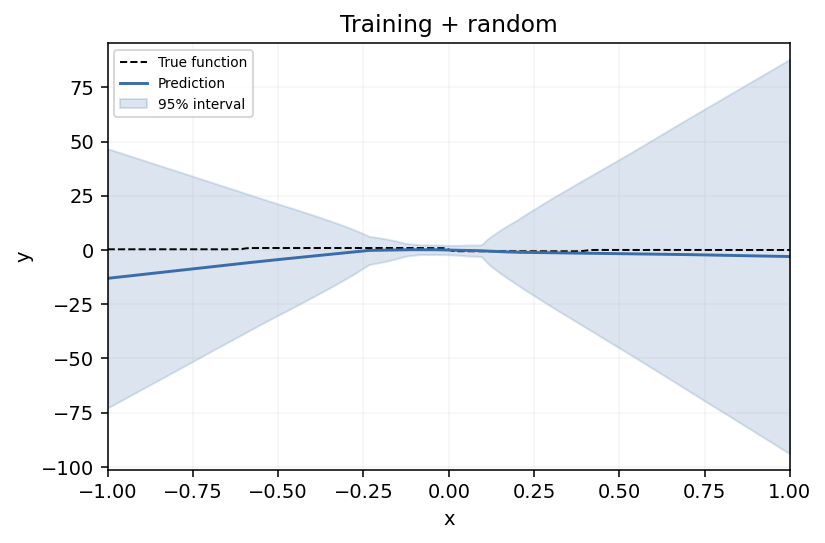 Training + random
True function
Prediction
95% interval
75
50
25
0
−25
−50
−75
−100
y
−1.00 −0.75 −0.50 −0.25 0.00 0.25 0.50 0.75 1.00
x